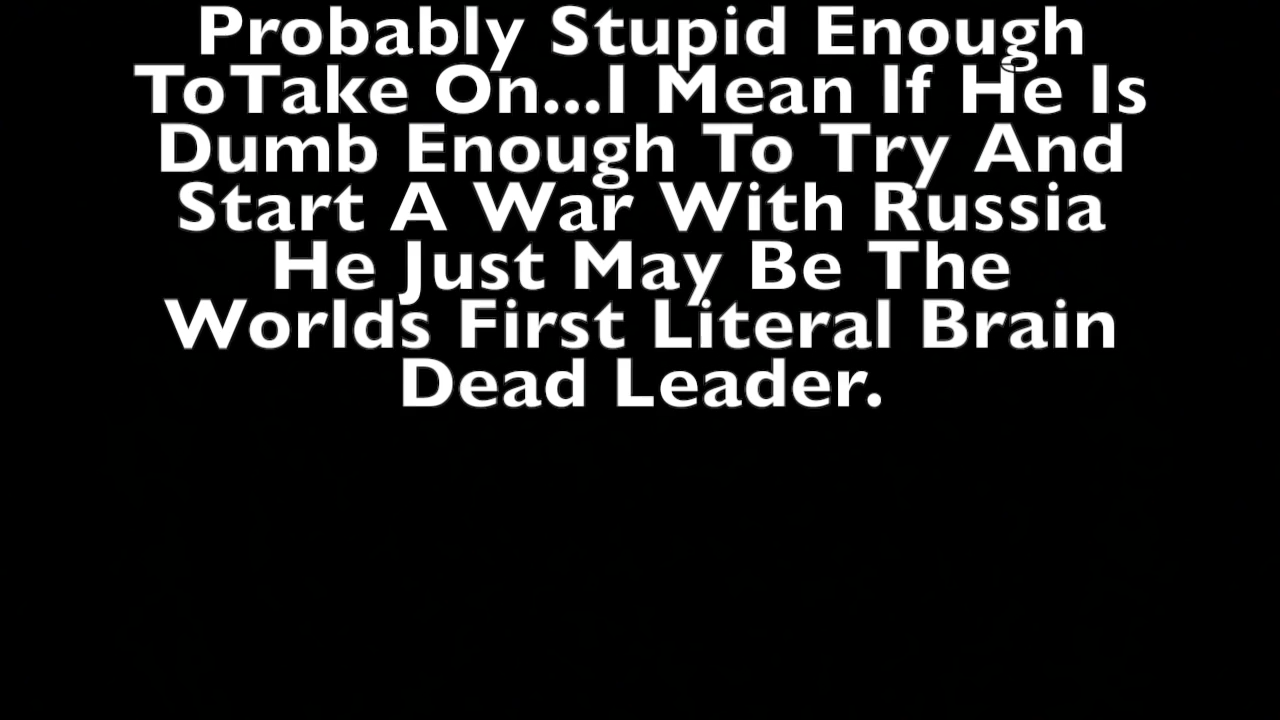 Probably Stupid Enough
ToTake On...I Mean If He Is
Dumb Enough To Try And
Start A War With Russia
He Just May Be The
Worlds First Literal Brain
Dead Leader.